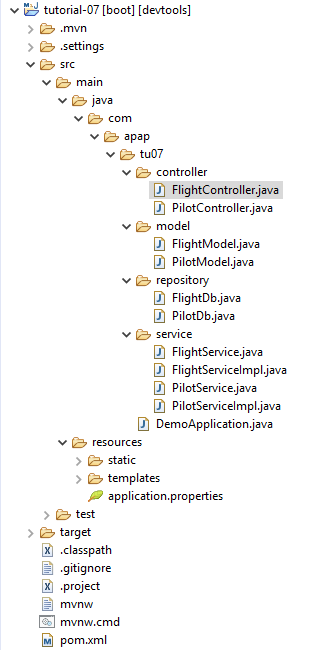 tutorial-07 [boot] [devtools]
.mvn
.settings
src
main
java
com
apap
tu07
controller
FlightController.java
PilotController.java
model
FlightModel.java
PilotModel.java
repository
FlightDb.java
PilotDb.java
service
FlightService.java
FlightServiceImpl.java
PilotService.java
PilotServiceImpl.java
DemoApplication.java
resources
static
templates
application.properties
test
target
.classpath
.gitignore
.project
mvnw
mvnw.cmd
pom.xml